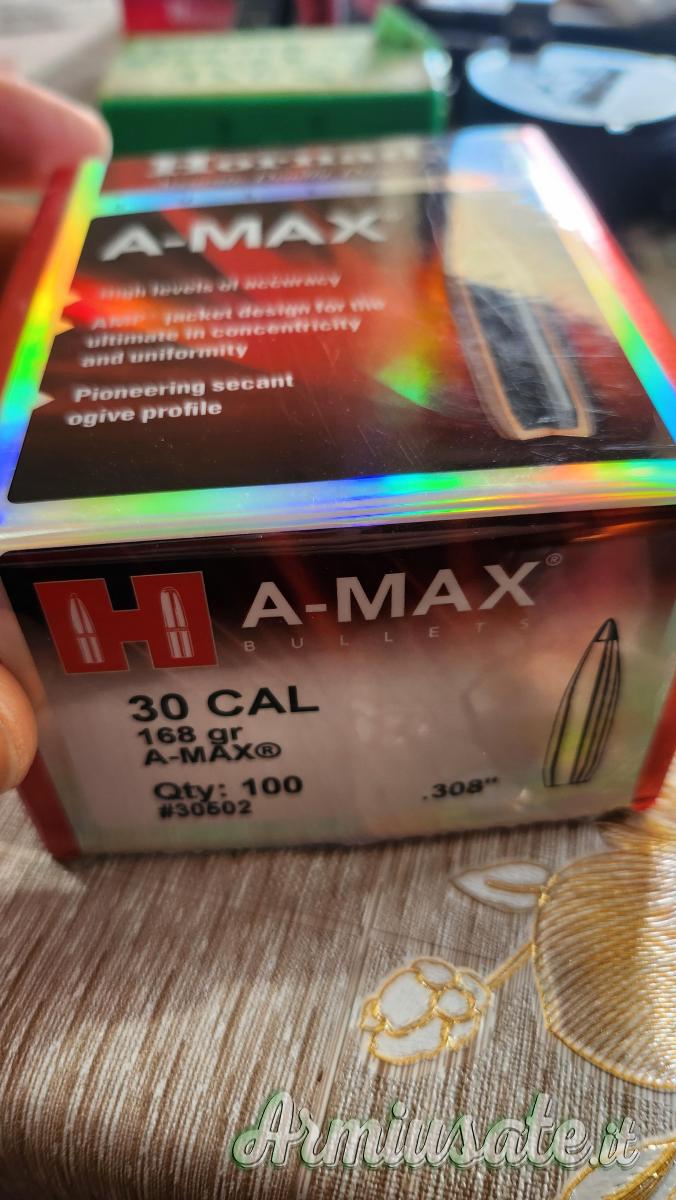 A-MAX
High levels of accuracy
AMP™ jacket design for the
ultimate in concentricity
and uniformity
Pioneering secant
ogive profile
H
A-MAX®
BULLETS
30 CAL
168 gr
A-MAX®
Qty: 100
#30502
.308"
Armiusate.it